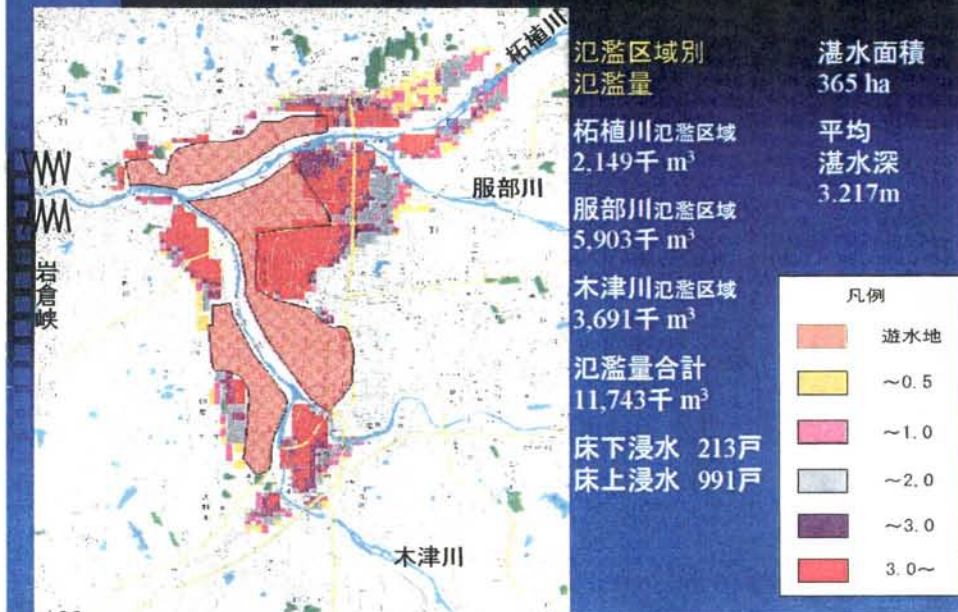 柘植川
服部川
岩倉峡
木津川
氾濫区域別
氾濫量
柘植川氾濫区域
2,149千 m³
服部川氾濫区域
5,903千 m³
木津川氾濫区域
3,691千 m³
氾濫量合計
11,743千 m³
床下浸水 213戸
床上浸水 991戸
湛水面積
365 ha
平均
湛水深
3.217m
凡例
遊水地
~0.5
~1.0
~2.0
~3.0
3.0~